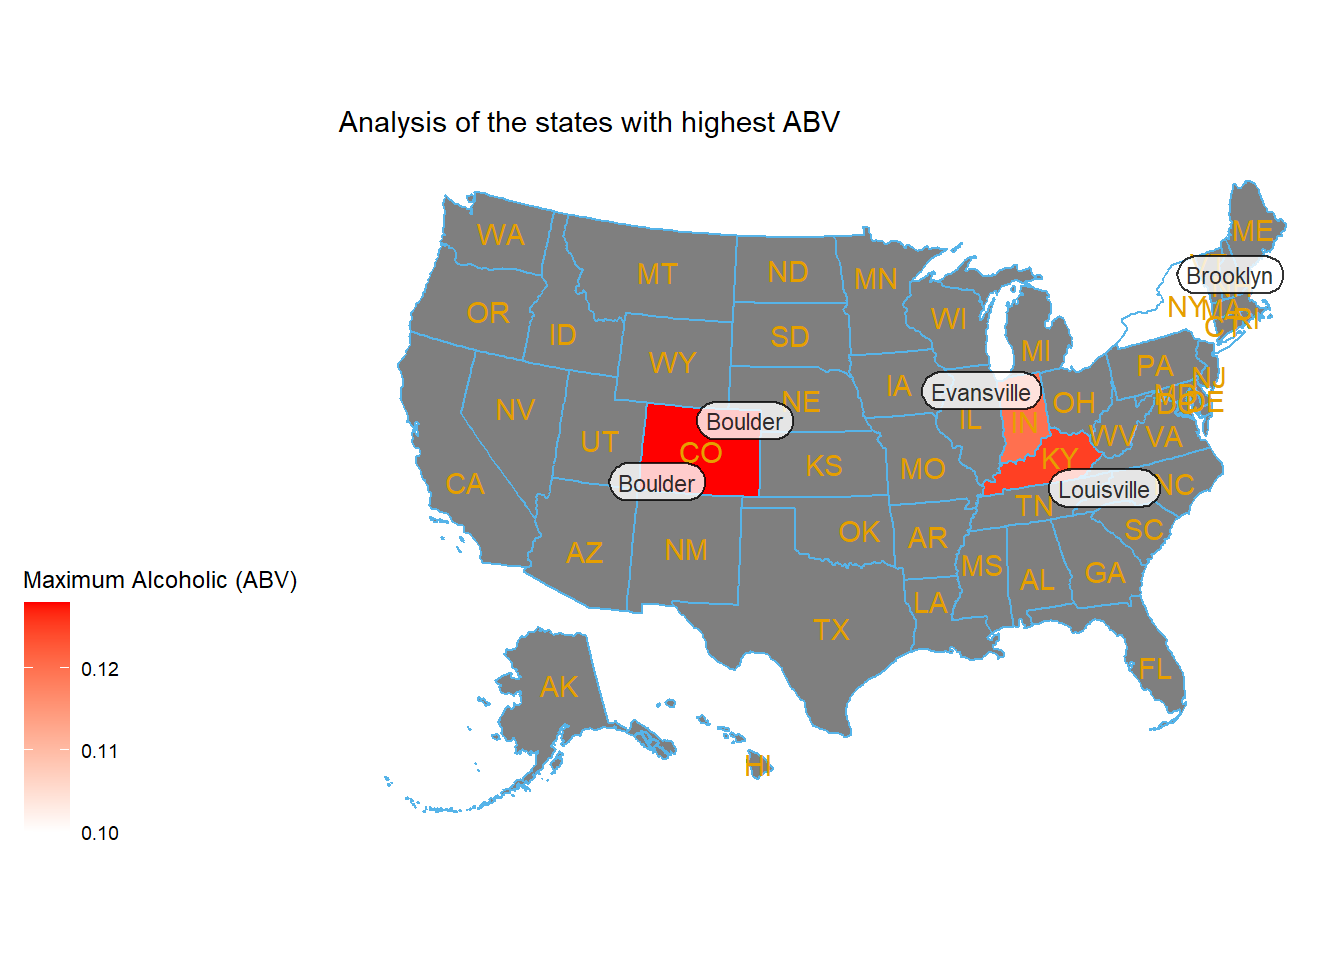 Analysis of the states with highest ABV
WA
MT
ND
MN
ME
OR
ID
SD
WI
Brooklyn
NY
MA
RI
CT
WY
MI
PA
NJ
IA
Evansville
OH
MD
DE
DC
NV
NE
Boulder
IL
IN
WV
VA
UT
CO
KS
MO
KY
CA
Boulder
Louisville
NC
TN
SC
AZ
NM
OK
AR
MS
AL
GA
LA
TX
FL
AK
HI
Maximum Alcoholic (ABV)
0.12
0.11
0.10